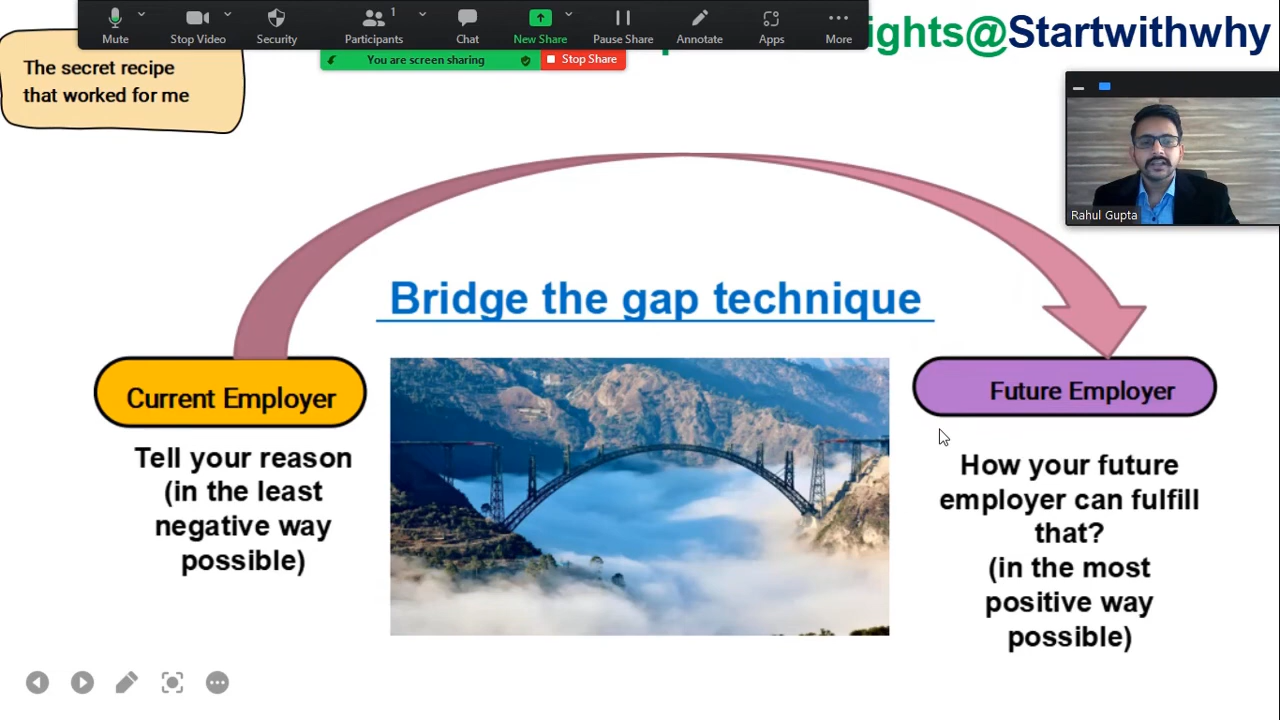 Mute
Stop Video
Security
Participants
1
Chat
New Share
Pause Share
Annotate
Apps
More
ights@Startwithwhy
You are screen sharing
Stop Share
The secret recipe
that worked for me
Rahul Gupta
Bridge the gap technique
Current Employer
Future Employer
Tell your reason
(in the least
negative way
possible)
How your future
employer can fulfill
that?
(in the most
positive way
possible)